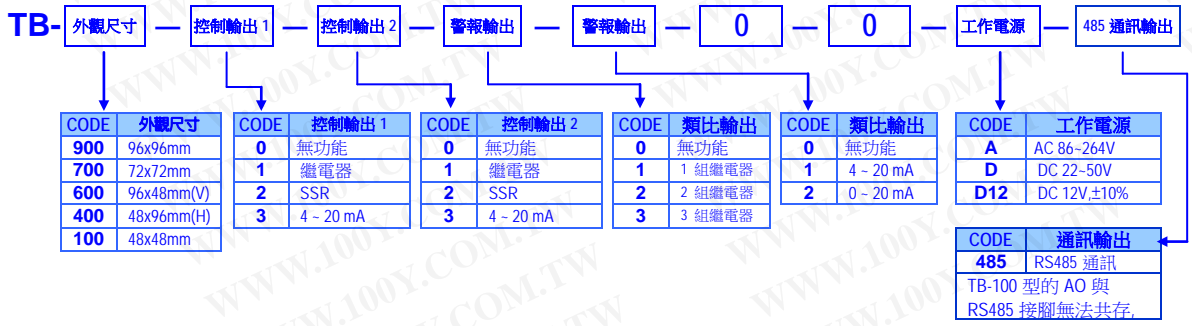 TB- 外觀尺寸 — 控制輸出 1 — 控制輸出 2 — 警報輸出 — 警報輸出 — 0 — 0 — 工作電源 — 485 通訊輸出
CODE 外觀尺寸
900 96x96mm
700 72x72mm
600 96x48mm(V)
400 48x96mm(H)
100 48x48mm
CODE 控制輸出 1
0 無功能
1 繼電器
2 SSR
3 4 ~ 20 mA
CODE 控制輸出 2
0 無功能
1 繼電器
2 SSR
3 4 ~ 20 mA
CODE 類比輸出
0 無功能
1 1 組繼電器
2 2 組繼電器
3 3 組繼電器
CODE 類比輸出
0 無功能
1 4 ~ 20 mA
2 0 ~ 20 mA
CODE 工作電源
A AC 86~264V
D DC 22~50V
D12 DC 12V,±10%
CODE 通訊輸出
485 RS485 通訊
TB-100 型的 AO 與
RS485 接腳無法共存,
WWW.100Y.COM.TW